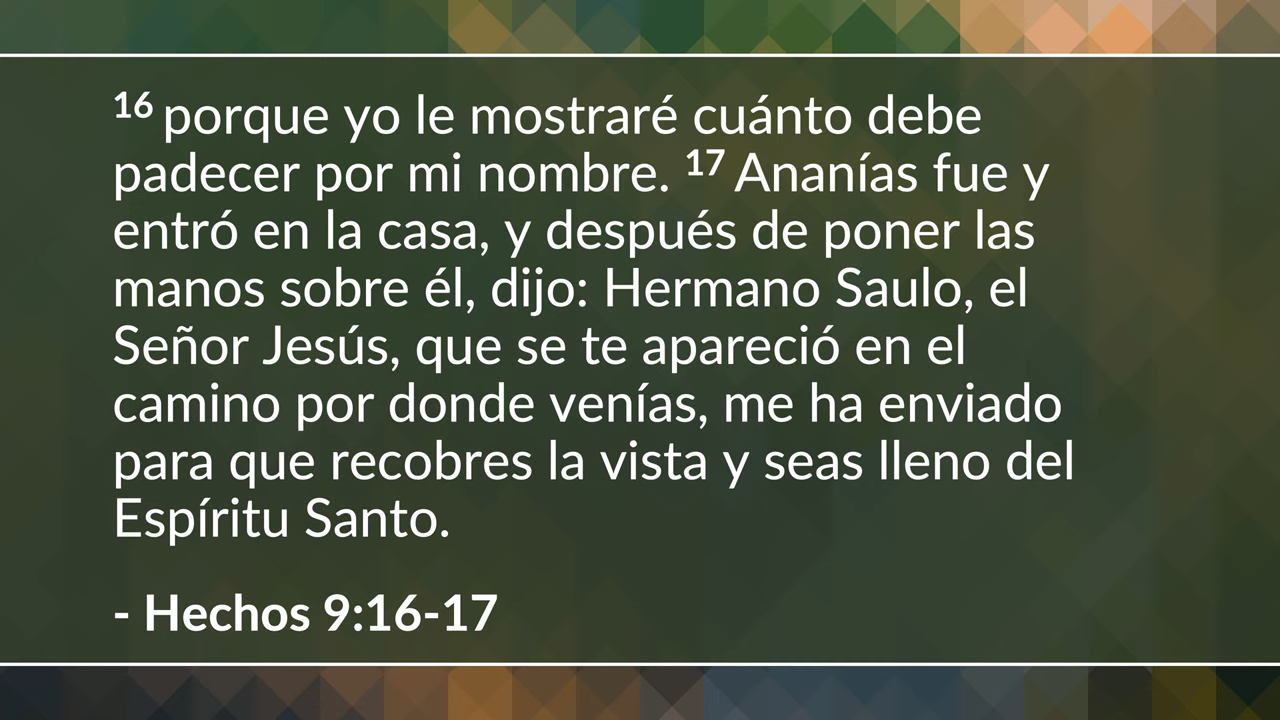 16 porque yo le mostraré cuánto debe
padecer por mi nombre. 17 Ananías fue y
entró en la casa, y después de poner las
manos sobre él, dijo: Hermano Saulo, el
Señor Jesús, que se te apareció en el
camino por donde venías, me ha enviado
para que recobres la vista y seas lleno del
Espíritu Santo.
- Hechos 9:16-17